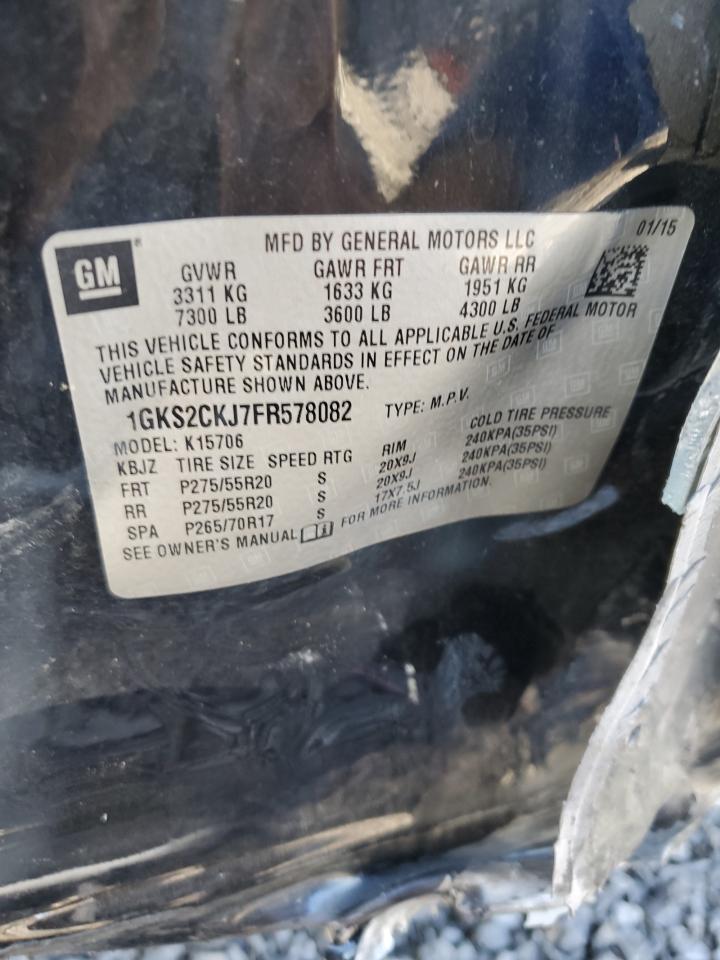 GM
MFD BY GENERAL MOTORS LLC 01/15
GVWR GAWR FRT GAWR RR
3311 KG 1633 KG 1951 KG
7300 LB 3600 LB 4300 LB
THIS VEHICLE CONFORMS TO ALL APPLICABLE U.S. FEDERAL MOTOR
VEHICLE SAFETY STANDARDS IN EFFECT ON THE DATE OF
MANUFACTURE SHOWN ABOVE.
1GKS2CKJ7FR578082 TYPE: M.P.V.
MODEL: K15706
KBJZ TIRE SIZE SPEED RTG RIM COLD TIRE PRESSURE
FRT P275/55R20 S 20X9J 240KPA(35PSI)
RR P275/55R20 S 20X9J 240KPA(35PSI)
SPA P265/70R17 S 17X7.5J 240KPA(35PSI)
SEE OWNER'S MANUAL FOR MORE INFORMATION.